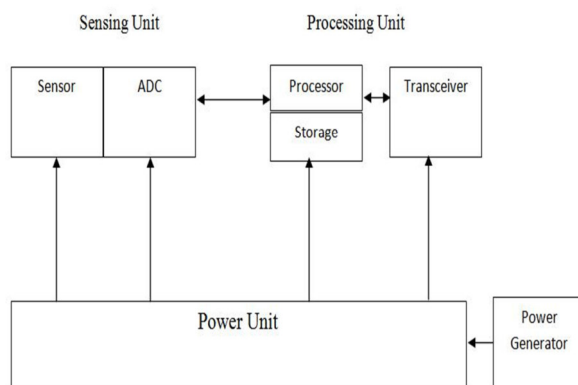 Sensing Unit
Processing Unit
Sensor
ADC
Processor
Transceiver
Storage
Power Unit
Power
Generator